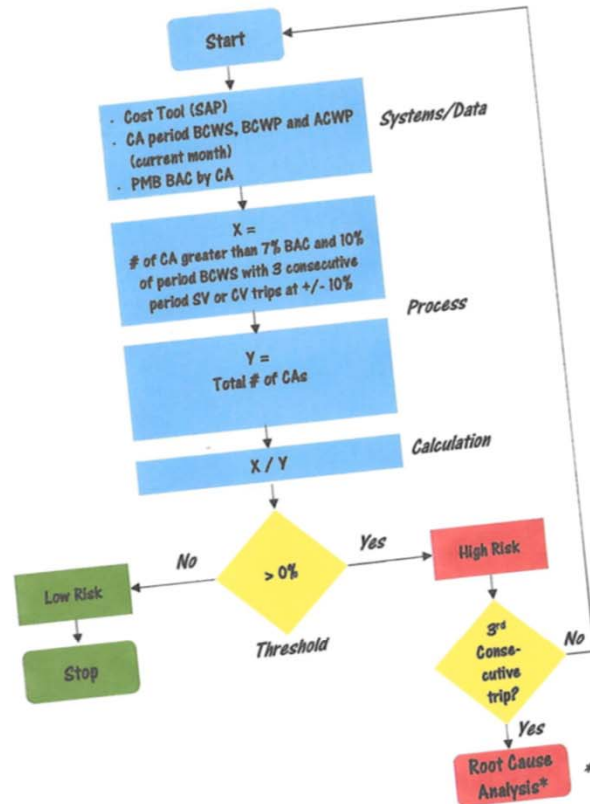 Start
· Cost Tool (SAP)
· CA period BCWS, BCWP and ACWP
(current month)
· PMB BAC by CA
Systems/Data
X =
# of CA greater than 7% BAC and 10%
of period BCWS with 3 consecutive
period SV or CV trips at +/- 10%
Process
Y =
Total # of CAs
Calculation
X / Y
No
> 0%
Yes
High Risk
Low Risk
Threshold
Stop
3rd
Conse-
cutive
trip?
No
Yes
Root Cause
Analysis*
*